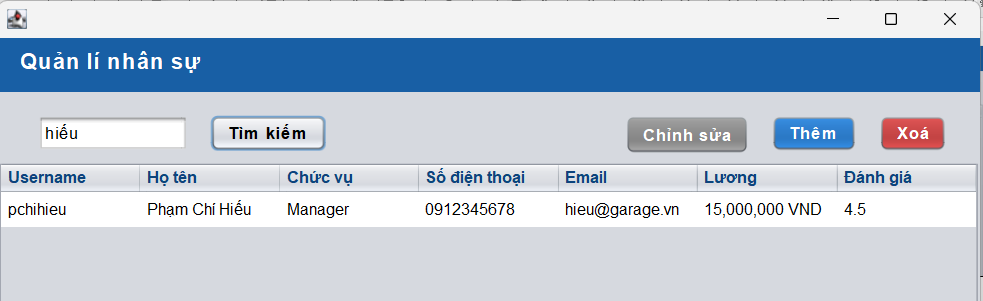 Quản lí nhân sự
hiếu Tìm kiếm Chỉnh sửa Thêm Xoá
Username Họ tên Chức vụ Số điện thoại Email Lương Đánh giá
pchihieu Phạm Chí Hiếu Manager 0912345678 hieu@garage.vn 15,000,000 VND 4.5